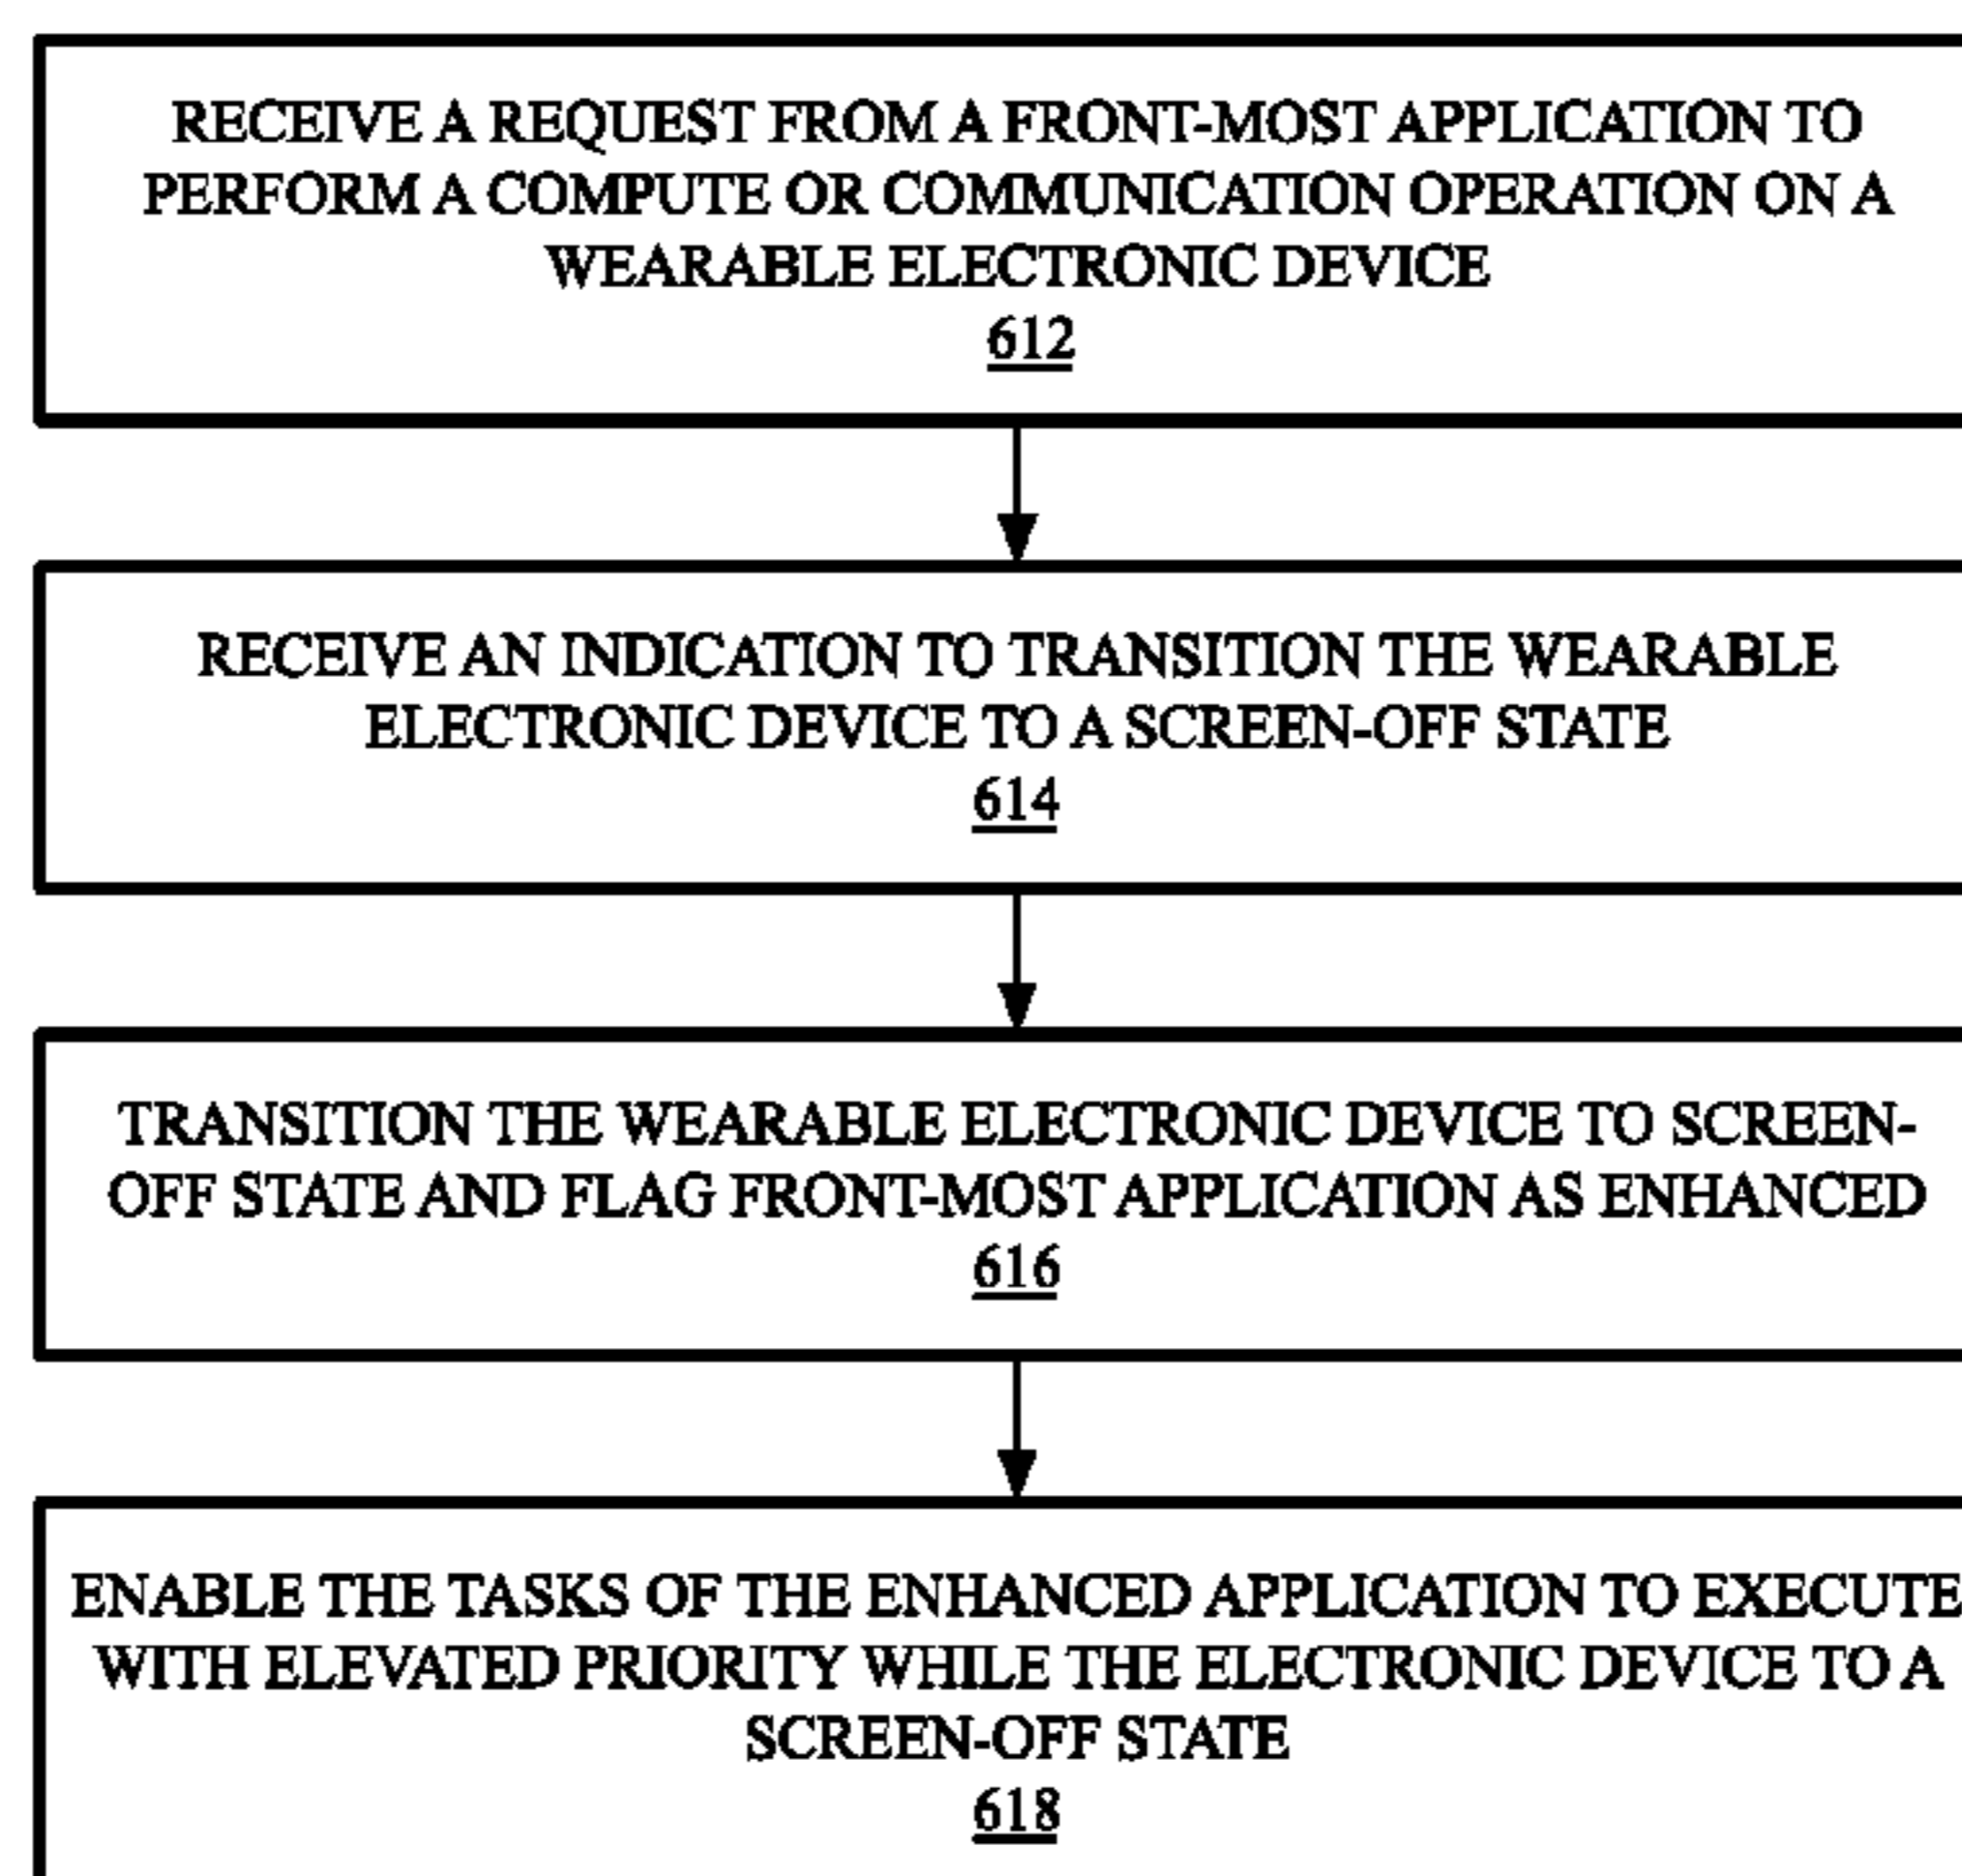 RECEIVE A REQUEST FROM A FRONT-MOST APPLICATION TO
PERFORM A COMPUTE OR COMMUNICATION OPERATION ON A
WEARABLE ELECTRONIC DEVICE
612
RECEIVE AN INDICATION TO TRANSITION THE WEARABLE
ELECTRONIC DEVICE TO A SCREEN-OFF STATE
614
TRANSITION THE WEARABLE ELECTRONIC DEVICE TO SCREEN-
OFF STATE AND FLAG FRONT-MOST APPLICATION AS ENHANCED
616
ENABLE THE TASKS OF THE ENHANCED APPLICATION TO EXECUTE
WITH ELEVATED PRIORITY WHILE THE ELECTRONIC DEVICE TO A
SCREEN-OFF STATE
618